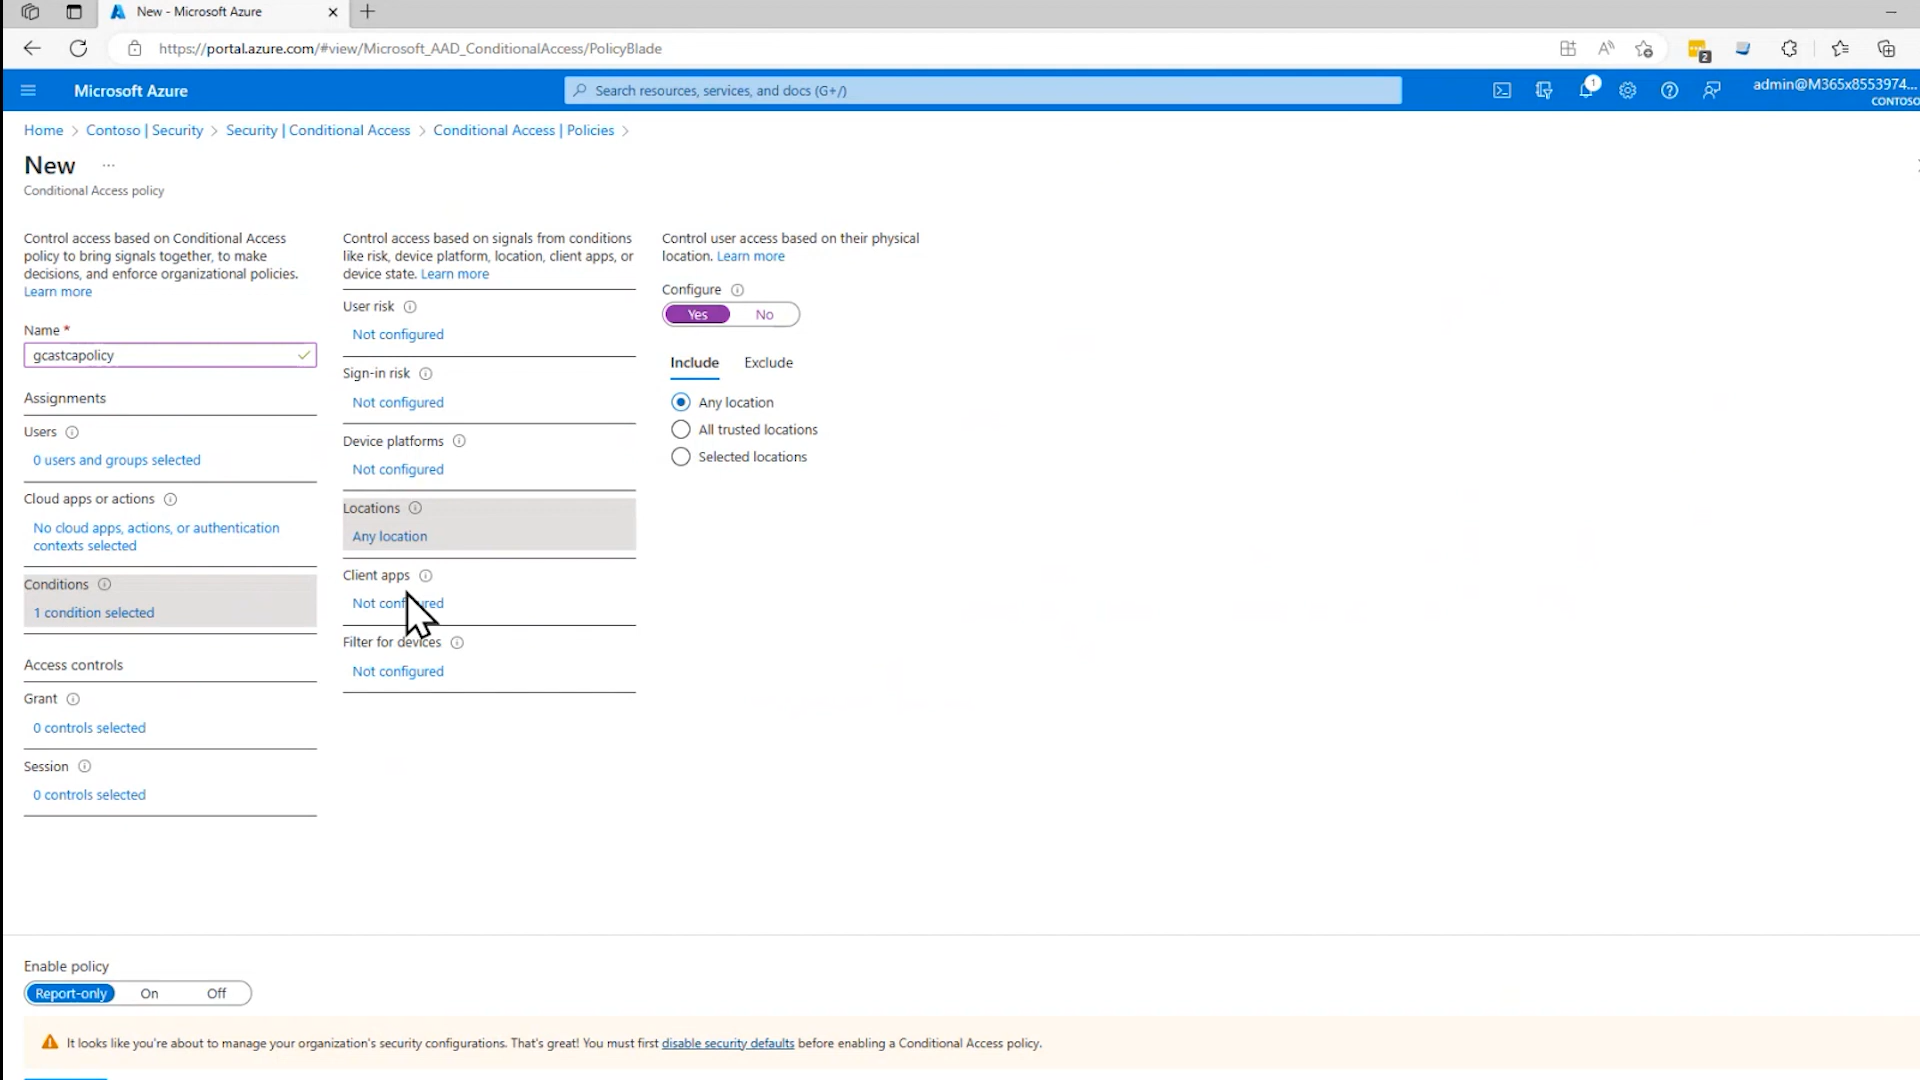 New - Microsoft Azure
https://portal.azure.com/#view/Microsoft_AAD_ConditionalAccess/PolicyBlade
2
Microsoft Azure
Search resources, services, and docs (G+/)
1
admin@M365x8553974...
CONTOSO
Home > Contoso | Security > Security | Conditional Access > Conditional Access | Policies >
New ...
Conditional Access policy
Control access based on Conditional Access
policy to bring signals together, to make
decisions, and enforce organizational policies.
Learn more
Name *
gcastcapolicy
Assignments
Users
0 users and groups selected
Cloud apps or actions
No cloud apps, actions, or authentication
contexts selected
Conditions
1 condition selected
Access controls
Grant
0 controls selected
Session
0 controls selected
Control access based on signals from conditions
like risk, device platform, location, client apps, or
device state. Learn more
User risk
Not configured
Sign-in risk
Not configured
Device platforms
Not configured
Locations
Any location
Client apps
Not configured
Filter for devices
Not configured
Control user access based on their physical
location. Learn more
Configure
Yes No
Include Exclude
Any location
All trusted locations
Selected locations
Enable policy
Report-only On Off
It looks like you're about to manage your organization's security configurations. That's great! You must first disable security defaults before enabling a Conditional Access policy.